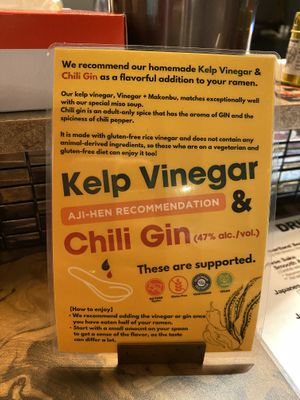 We recommend our homemade Kelp Vinegar &
Chili Gin as a flavorful addition to your ramen.
Our kelp vinegar, Vinegar + Makonbu, matches exceptionally well
with our special miso soup.
Chili gin is an adult-only spice that has the aroma of GIN and the
spiciness of chili pepper.
It is made with gluten-free rice vinegar and does not contain any
animal-derived ingredients, so those who are on a vegetarian and
gluten-free diet can enjoy it too!
Kelp Vinegar
AJI-HEN RECOMMENDATION
&
Chili Gin (47% alc./vol.)
These are supported.
[How to enjoy]
・We recommend adding the vinegar or gin once
you have eaten half of your ramen.
・Start with a small amount on your spoon
to get a sense of the flavor, as the taste
can differ a lot.